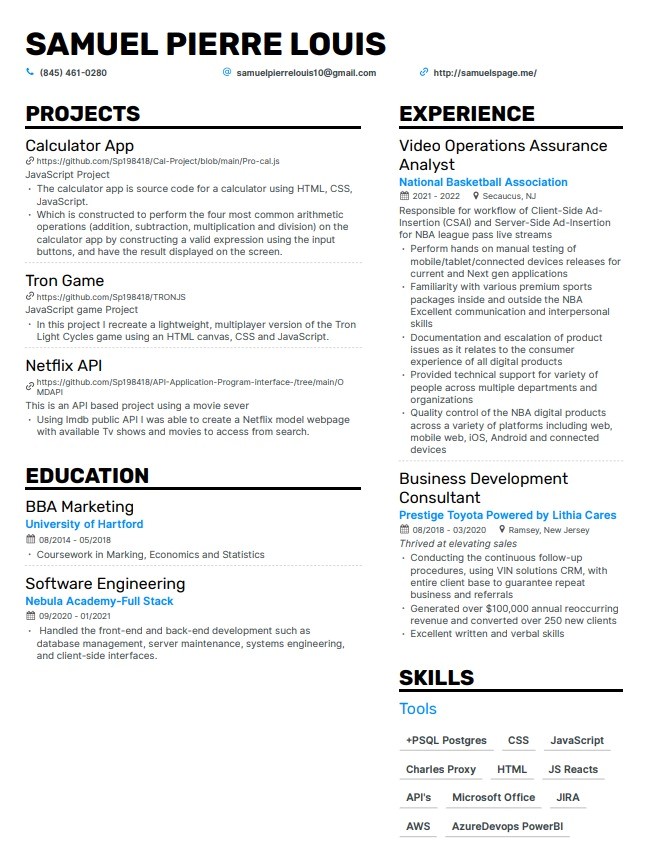 SAMUEL PIERRE LOUIS
(845) 461-0280
samuelpierrelouis10@gmail.com
http://samuelspage.me/
PROJECTS
Calculator App
https://github.com/Sp198418/Cal-Project/blob/main/Pro-cal.js
JavaScript Project
· The calculator app is source code for a calculator using HTML, CSS,
JavaScript.
· Which is constructed to perform the four most common arithmetic
operations (addition, subtraction, multiplication and division) on the
calculator app by constructing a valid expression using the input
buttons, and have the result displayed on the screen.
Tron Game
https://github.com/Sp198418/TRONJS
JavaScript game Project
· In this project I recreate a lightweight, multiplayer version of the Tron
Light Cycles game using an HTML canvas, CSS and JavaScript.
Netflix API
https://github.com/Sp198418/API-Application-Program-interface-/tree/main/O
MDAPI
This is an API based project using a movie sever
· Using Imdb public API I was able to create a Netflix model webpage
with available Tv shows and movies to access from search.
EDUCATION
BBA Marketing
University of Hartford
08/2014 - 05/2018
· Coursework in Marking, Economics and Statistics
Software Engineering
Nebula Academy-Full Stack
09/2020 - 01/2021
· Handled the front-end and back-end development such as
database management, server maintenance, systems engineering,
and client-side interfaces.
EXPERIENCE
Video Operations Assurance
Analyst
National Basketball Association
2021 - 2022
Secaucus, NJ
Responsible for workflow of Client-Side Ad-
Insertion (CSAI) and Server-Side Ad-Insertion
for NBA league pass live streams
· Perform hands on manual testing of
mobile/tablet/connected devices releases for
current and Next gen applications
· Familiarity with various premium sports
packages inside and outside the NBA
Excellent communication and interpersonal
skills
· Documentation and escalation of product
issues as it relates to the consumer
experience of all digital products
· Provided technical support for variety of
people across multiple departments and
organizations
· Quality control of the NBA digital products
across a variety of platforms including web,
mobile web, iOS, Android and connected
devices
Business Development
Consultant
Prestige Toyota Powered by Lithia Cares
08/2018 - 03/2020
Ramsey, New Jersey
Thrived at elevating sales
· Conducting the continuous follow-up
procedures, using VIN solutions CRM, with
entire client base to guarantee repeat
business and referrals
· Generated over $100,000 annual reoccurring
revenue and converted over 250 new clients
· Excellent written and verbal skills
SKILLS
Tools
+PSQL Postgres CSS JavaScript
Charles Proxy HTML JS Reacts
API's Microsoft Office JIRA
AWS AzureDevops PowerBI